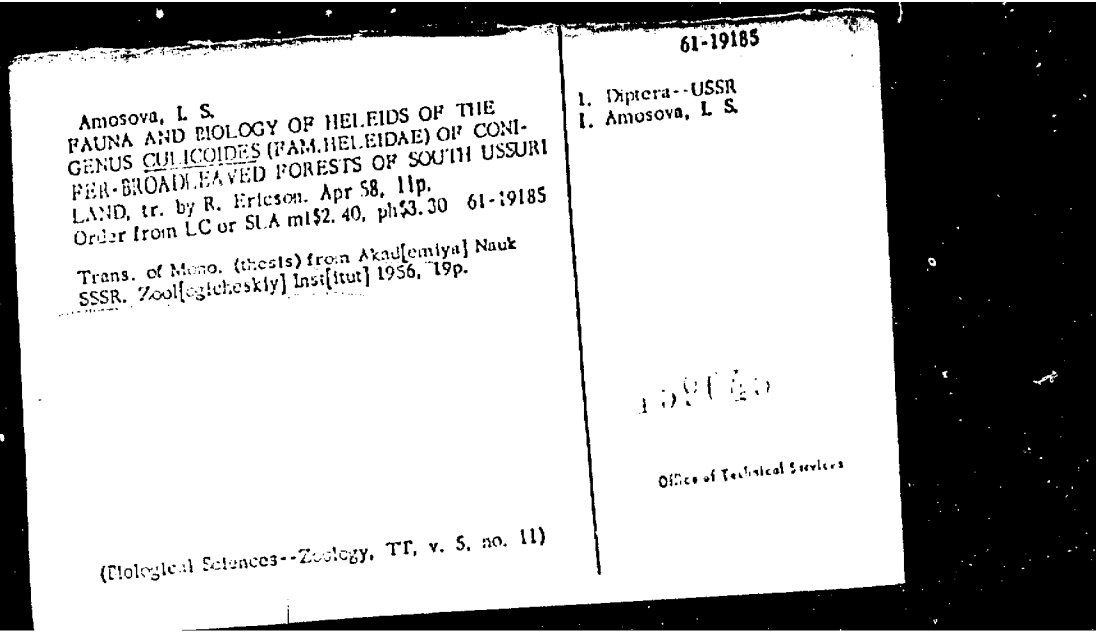 Amosova, I. S.
FAUNA AND BIOLOGY OF HELEIDS OF THE
GENUS CULICOIDES (FAM.HELEIDAE) OF CONI-
FER-BROADLEAVED FORESTS OF SOUTH USSURI
LAND, tr. by R. Ericson. Apr 58, 11p.
Order from LC or SLA mi$2.40, ph$3.30 61-19185
Trans. of Mono. (thesis) from Akad[emiya] Nauk
SSSR. Zool[ogicheskiy] Inst[itut] 1956, 19p.
(Biological Sciences--Zoology, TT, v. 5, no. 11)
61-19185
1. Diptera--USSR
I. Amosova, I. S.
Office of Technical Services